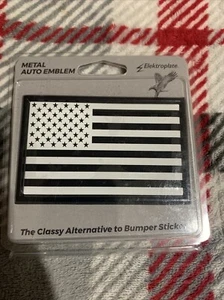 METAL
AUTO EMBLEM
Elektroplate
The Classy Alternative to Bumper Stickers